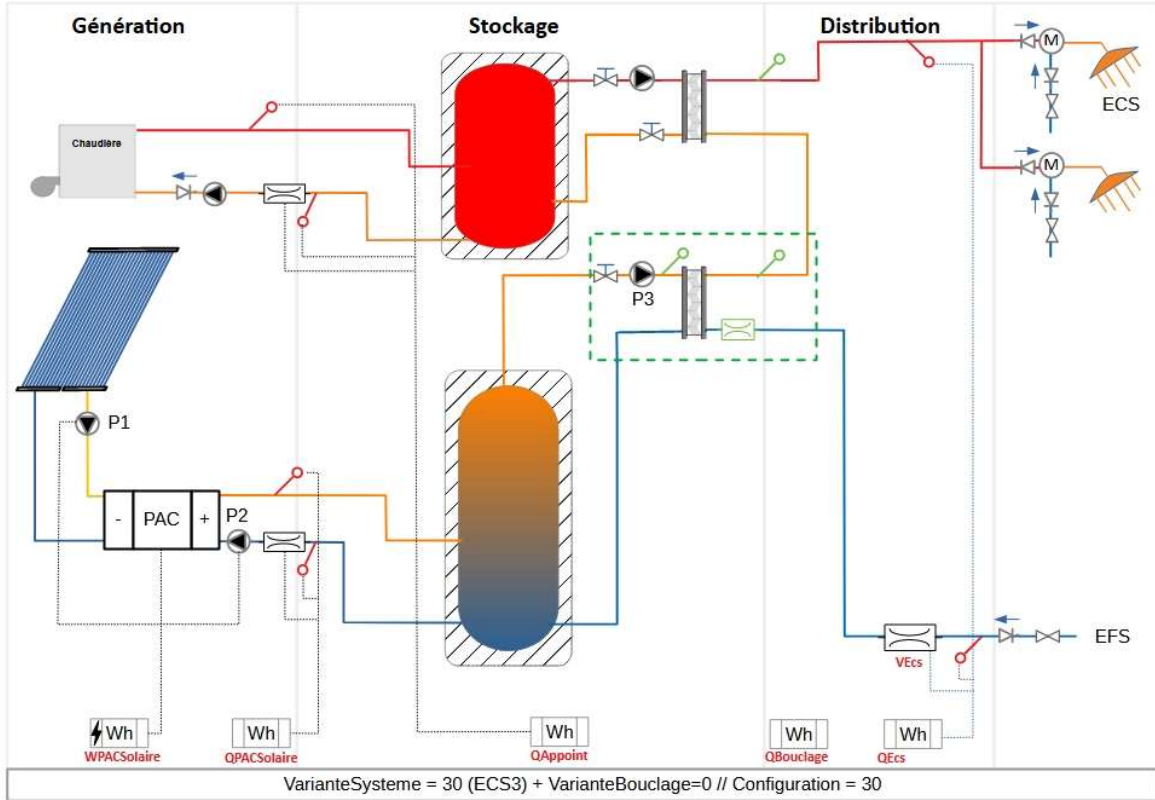 Génération
Stockage
Distribution
M
ECS
Chaudière
M
P3
P1
- PAC +
P2
EFS
VEcs
Wh
WPACSolaire
Wh
QPACSolaire
Wh
QAppoint
Wh
QBouclage
Wh
QEcs
VarianteSysteme = 30 (ECS3) + VarianteBouclage=0 // Configuration = 30